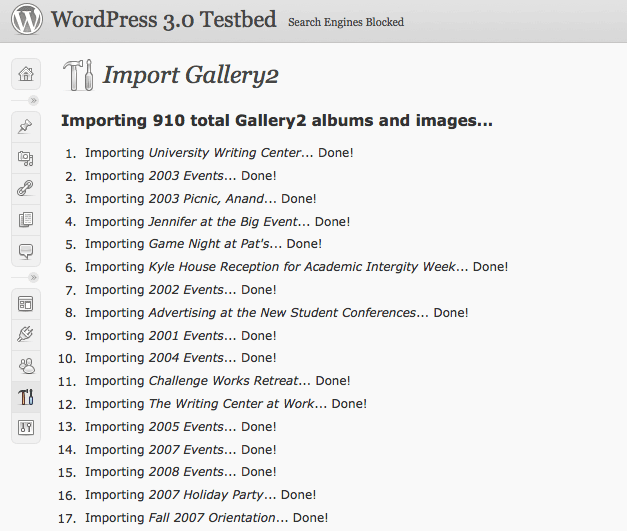 WordPress 3.0 Testbed Search Engines Blocked
Import Gallery2
Importing 910 total Gallery2 albums and images...
1. Importing University Writing Center... Done!
2. Importing 2003 Events... Done!
3. Importing 2003 Picnic, Anand... Done!
4. Importing Jennifer at the Big Event... Done!
5. Importing Game Night at Pat's... Done!
6. Importing Kyle House Reception for Academic Intergity Week... Done!
7. Importing 2002 Events... Done!
8. Importing Advertising at the New Student Conferences... Done!
9. Importing 2001 Events... Done!
10. Importing 2004 Events... Done!
11. Importing Challenge Works Retreat... Done!
12. Importing The Writing Center at Work... Done!
13. Importing 2005 Events... Done!
14. Importing 2007 Events... Done!
15. Importing 2008 Events... Done!
16. Importing 2007 Holiday Party... Done!
17. Importing Fall 2007 Orientation... Done!